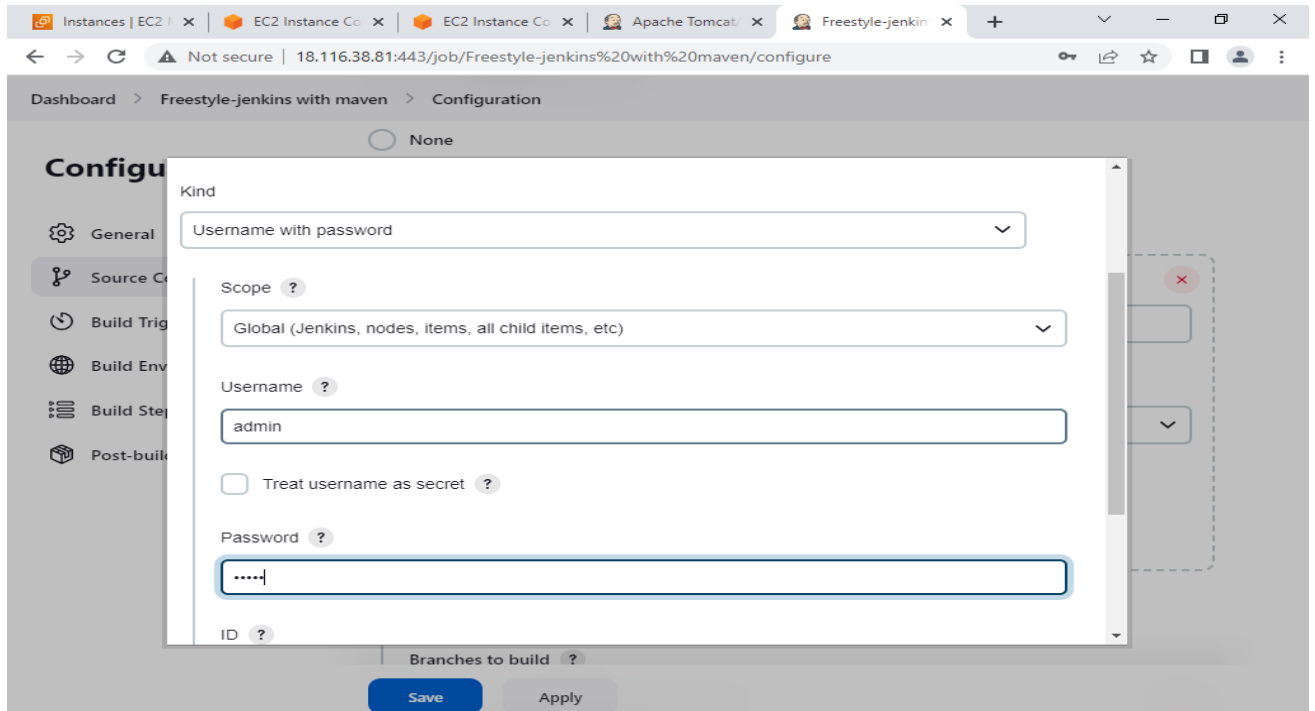 Instances | EC2 EC2 Instance Co EC2 Instance Co Apache Tomcat/ Freestyle-jenkin
Not secure | 18.116.38.81:443/job/Freestyle-jenkins%20with%20maven/configure
Dashboard > Freestyle-jenkins with maven > Configuration
None
Configu
Kind
Username with password
General
Source Co
Scope ?
Build Trig
Global (Jenkins, nodes, items, all child items, etc)
Build Env
Username ?
Build Step
admin
Post-build
Treat username as secret ?
Password ?
•••••
ID ?
Branches to build ?
Save Apply